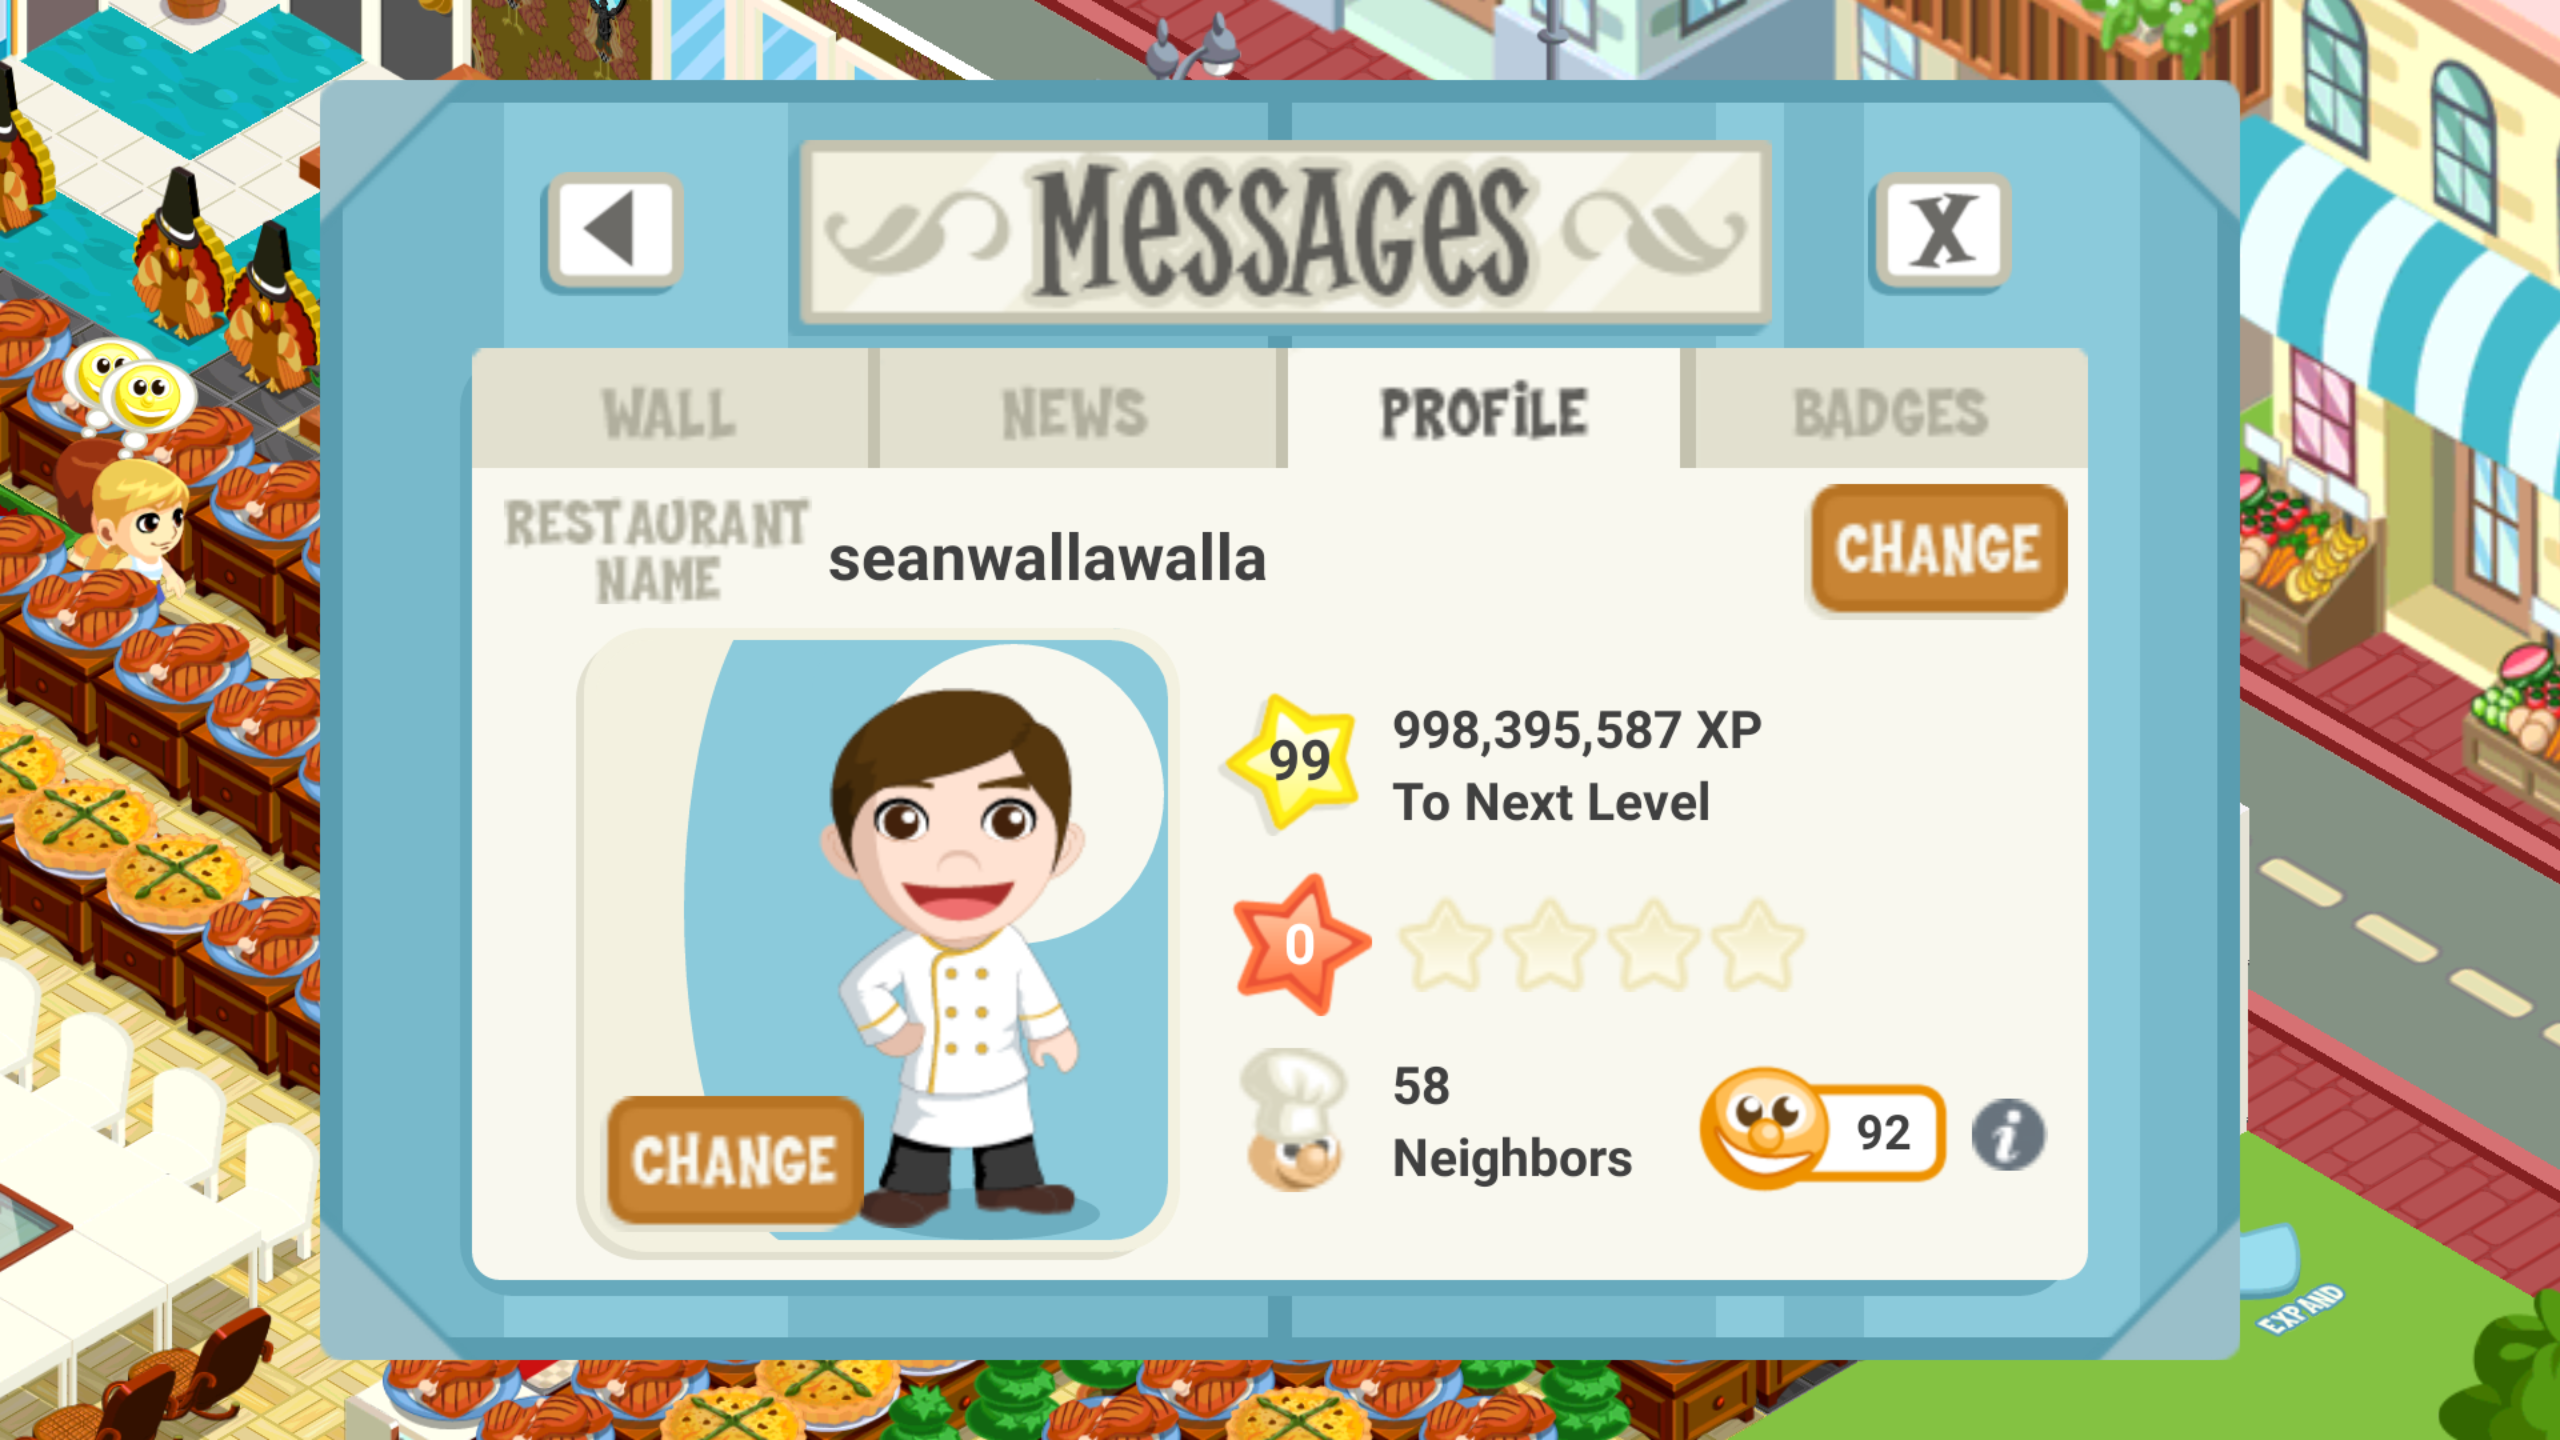 MESSAGES
X
WALL
NEWS
PROFILE
BADGES
RESTAURANT
NAME
seanwallawalla
CHANGE
99
998,395,587 XP
To Next Level
0
58
Neighbors
92
i
CHANGE
EXPAND